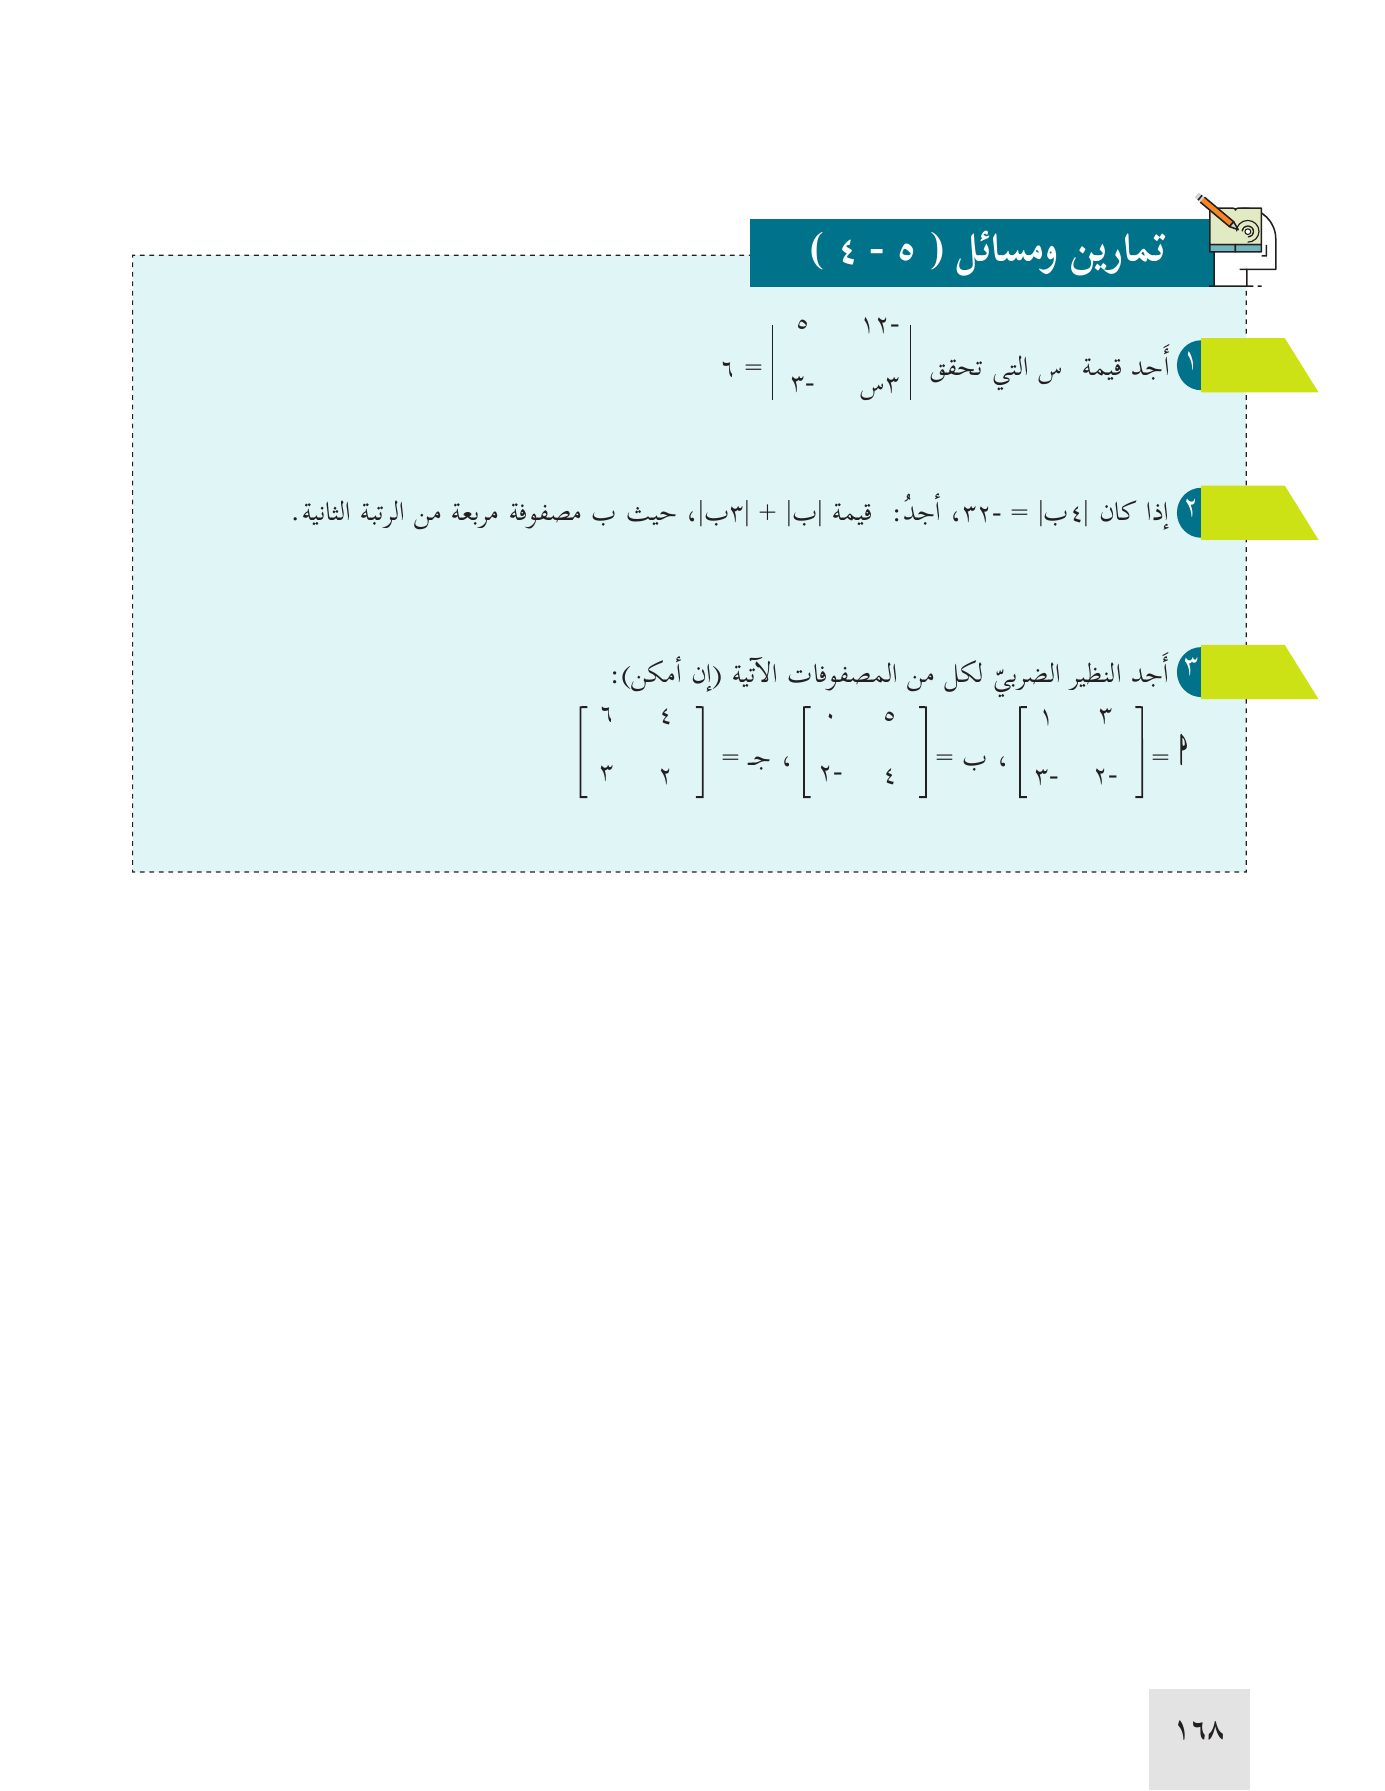 تمارين ومسائل ( ٥ - ٤ )
١ أَجد قيمة س التي تحقق | -١٢ ٥ | = ٦
| ٣س -٣ |
٢ إذا كان |٤ب| = -٣٢، أجدُ: قيمة |ب| + |٣ب|، حيث ب مصفوفة مربعة من الرتبة الثانية.
٣ أَجد النظير الضربيّ لكل من المصفوفات الآتية (إن أمكن):
أ = [ ٣ ١ ] ، ب = [ ٥ ٠ ] ، جـ = [ ٤ ٦ ]
[ -٢ -٣ ] [ ٤ -٢ ] [ ٢ ٣ ]
١٦٨